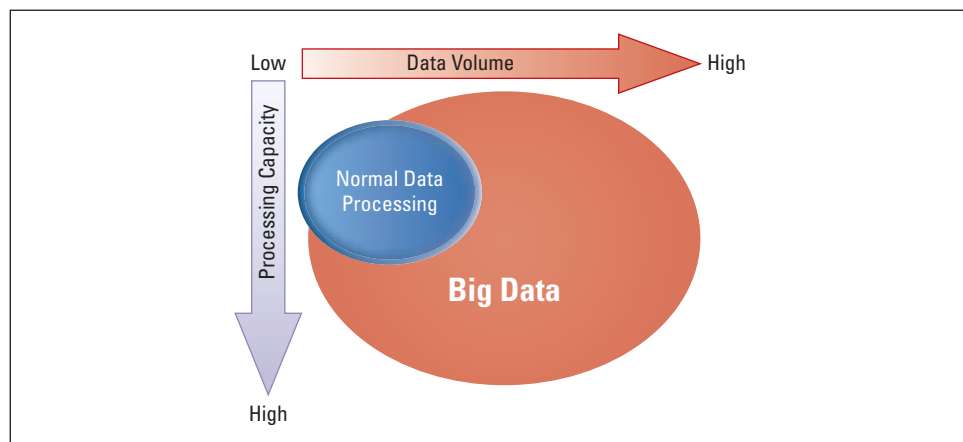 Low
Data Volume
High
Processing Capacity
Normal Data
Processing
Big Data
High